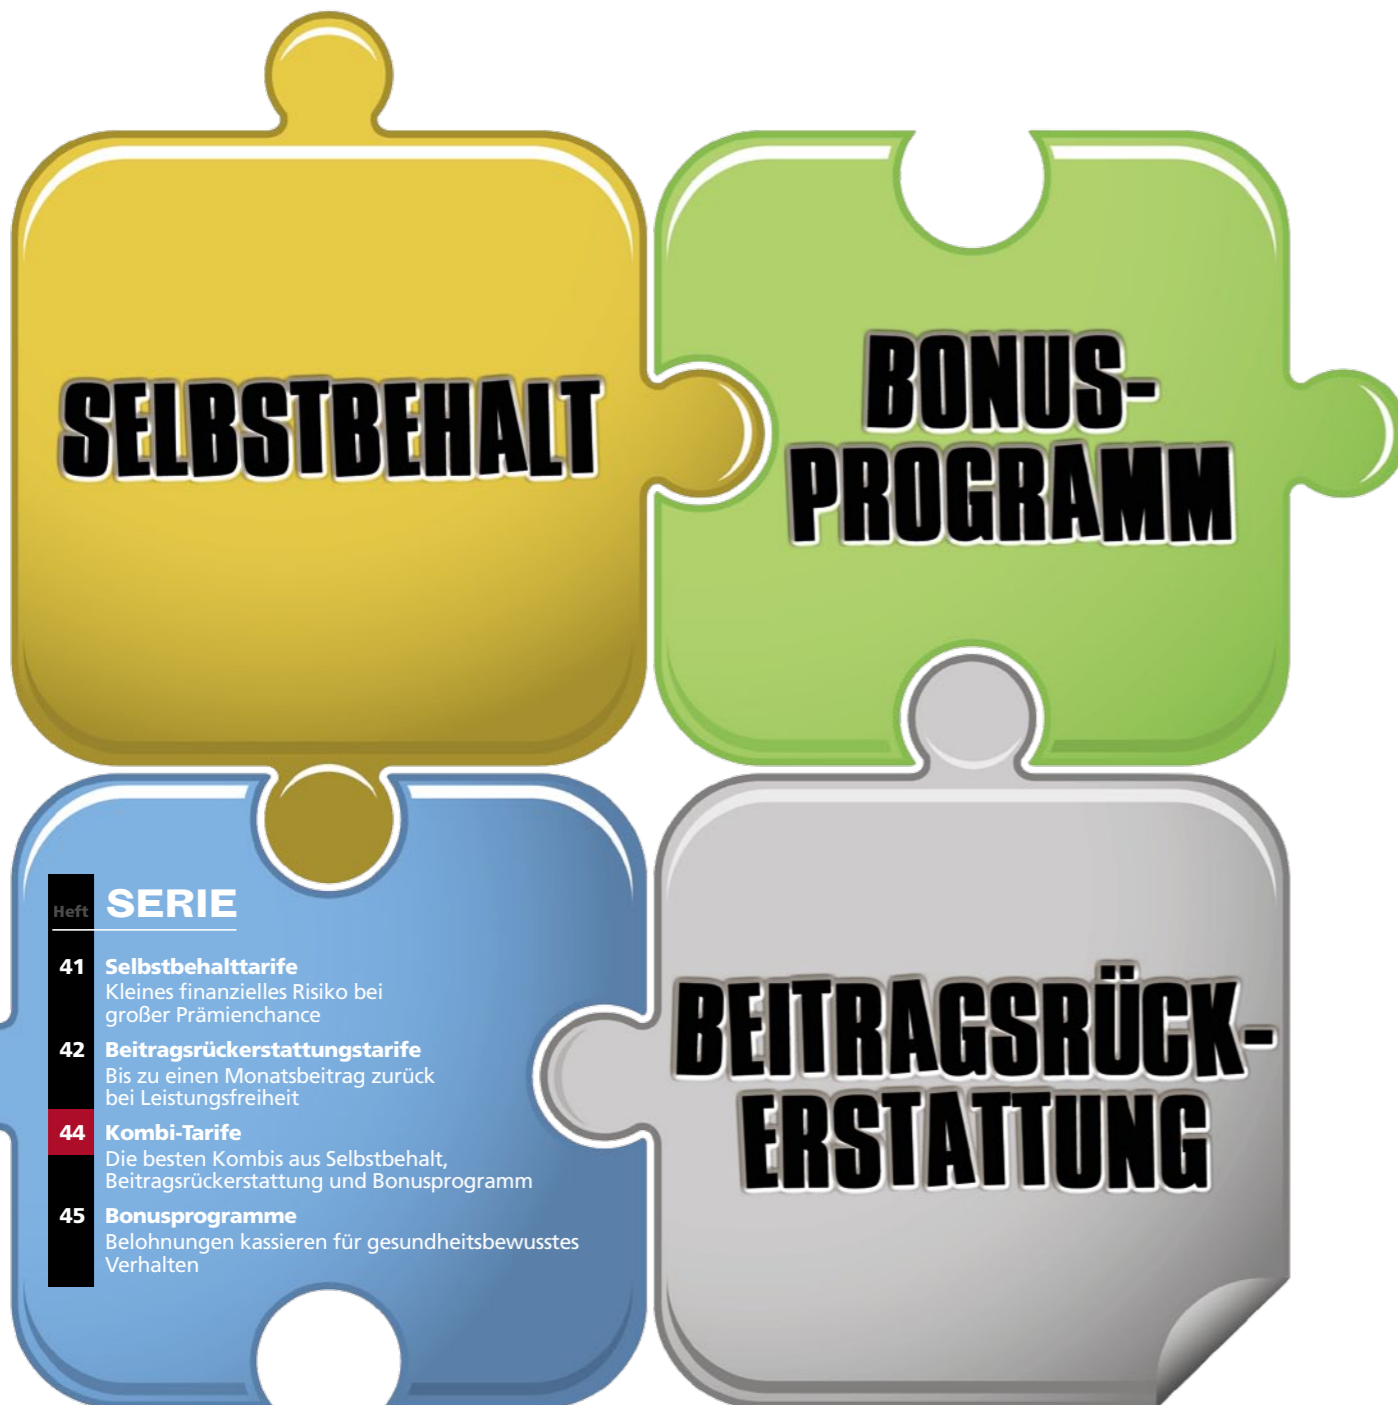 SELBSTBEHALT
BONUS-
PROGRAMM
Heft SERIE
41 Selbstbehalttarife
Kleines finanzielles Risiko bei
großer Prämienchance
42 Beitragsrückerstattungstarife
Bis zu einen Monatsbeitrag zurück
bei Leistungsfreiheit
44 Kombi-Tarife
Die besten Kombis aus Selbstbehalt,
Beitragsrückerstattung und Bonusprogramm
45 Bonusprogramme
Belohnungen kassieren für gesundheitsbewusstes
Verhalten
BEITRAGSRÜCK-
ERSTATTUNG